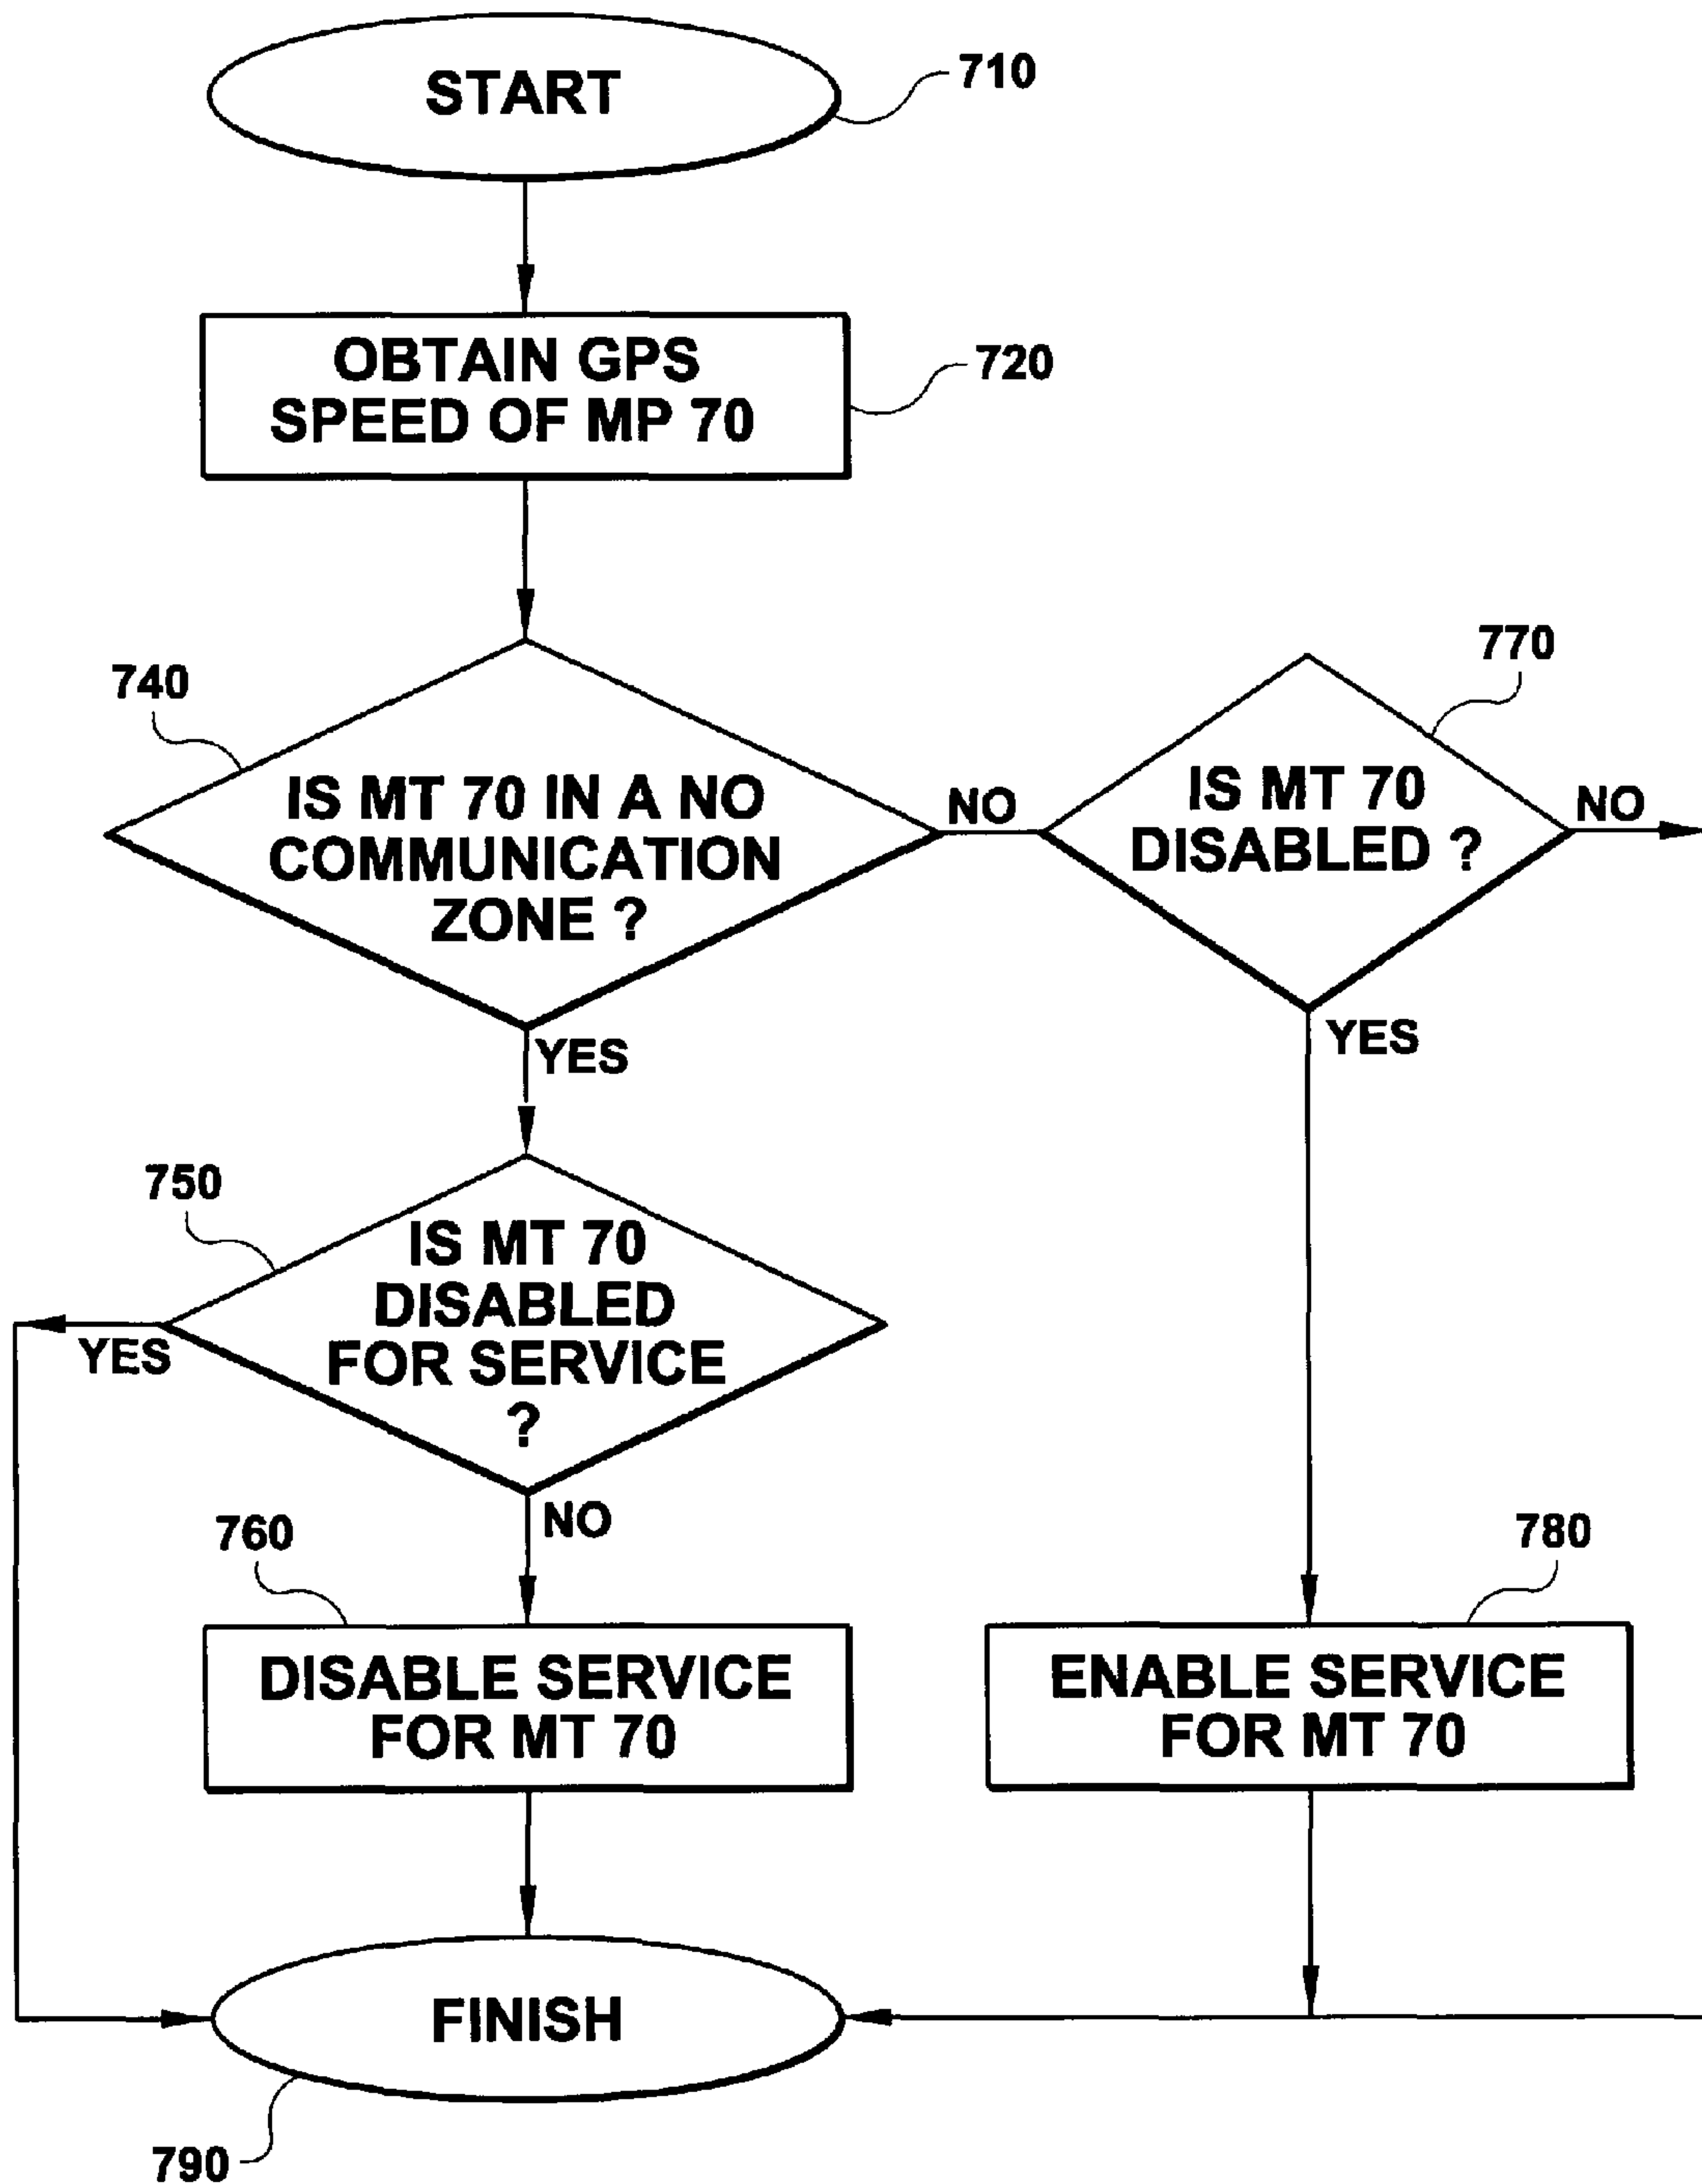 START
710
OBTAIN GPS
SPEED OF MP 70
720
740
IS MT 70 IN A NO
COMMUNICATION
ZONE ?
NO
770
IS MT 70
DISABLED ?
NO
YES
YES
750
IS MT 70
DISABLED
FOR SERVICE
?
YES
NO
760
DISABLE SERVICE
FOR MT 70
780
ENABLE SERVICE
FOR MT 70
FINISH
790